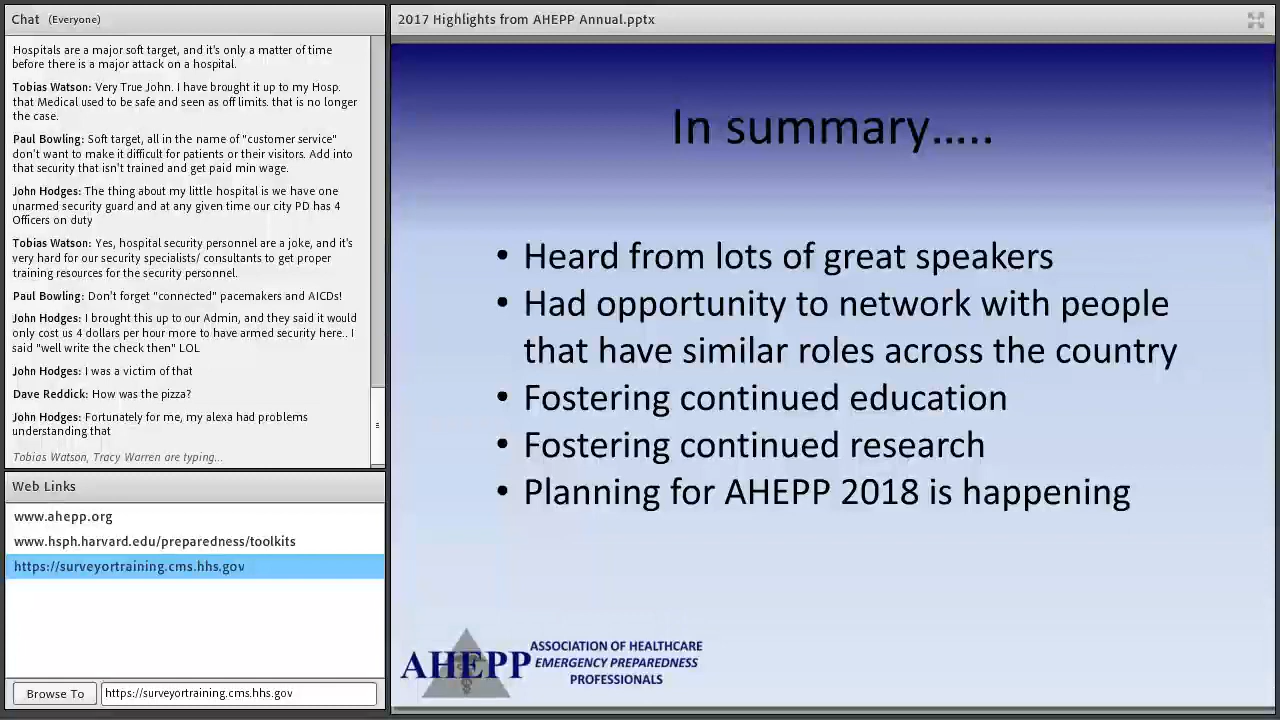 Chat (Everyone)
Hospitals are a major soft target, and it's only a matter of time
before there is a major attack on a hospital.
Tobias Watson: Very True John. I have brought it up to my Hosp.
that Medical used to be safe and seen as off limits. that is no longer
the case.
Paul Bowling: Soft target, all in the name of "customer service"
don't want to make it difficult for patients or their visitors. Add into
that security that isn't trained and get paid min wage.
John Hodges: The thing about my little hospital is we have one
unarmed security guard and at any given time our city PD has 4
Officers on duty
Tobias Watson: Yes, hospital security personnel are a joke, and it's
very hard for our security specialists/ consultants to get proper
training resources for the security personnel.
Paul Bowling: Don't forget "connected" pacemakers and AICDs!
John Hodges: I brought this up to our Admin, and they said it would
only cost us 4 dollars per hour more to have armed security here.. I
said "well write the check then" LOL
John Hodges: I was a victim of that
Dave Reddick: How was the pizza?
John Hodges: Fortunately for me, my alexa had problems
understanding that
Tobias Watson, Tracy Warren are typing...
Web Links
www.ahepp.org
www.hsph.harvard.edu/preparedness/toolkits
https://surveyortraining.cms.hhs.gov
Browse To https://surveyortraining.cms.hhs.gov
2017 Highlights from AHEPP Annual.pptx
In summary.....
• Heard from lots of great speakers
• Had opportunity to network with people
that have similar roles across the country
• Fostering continued education
• Fostering continued research
• Planning for AHEPP 2018 is happening
AHEPP
ASSOCIATION OF HEALTHCARE
EMERGENCY PREPAREDNESS
PROFESSIONALS